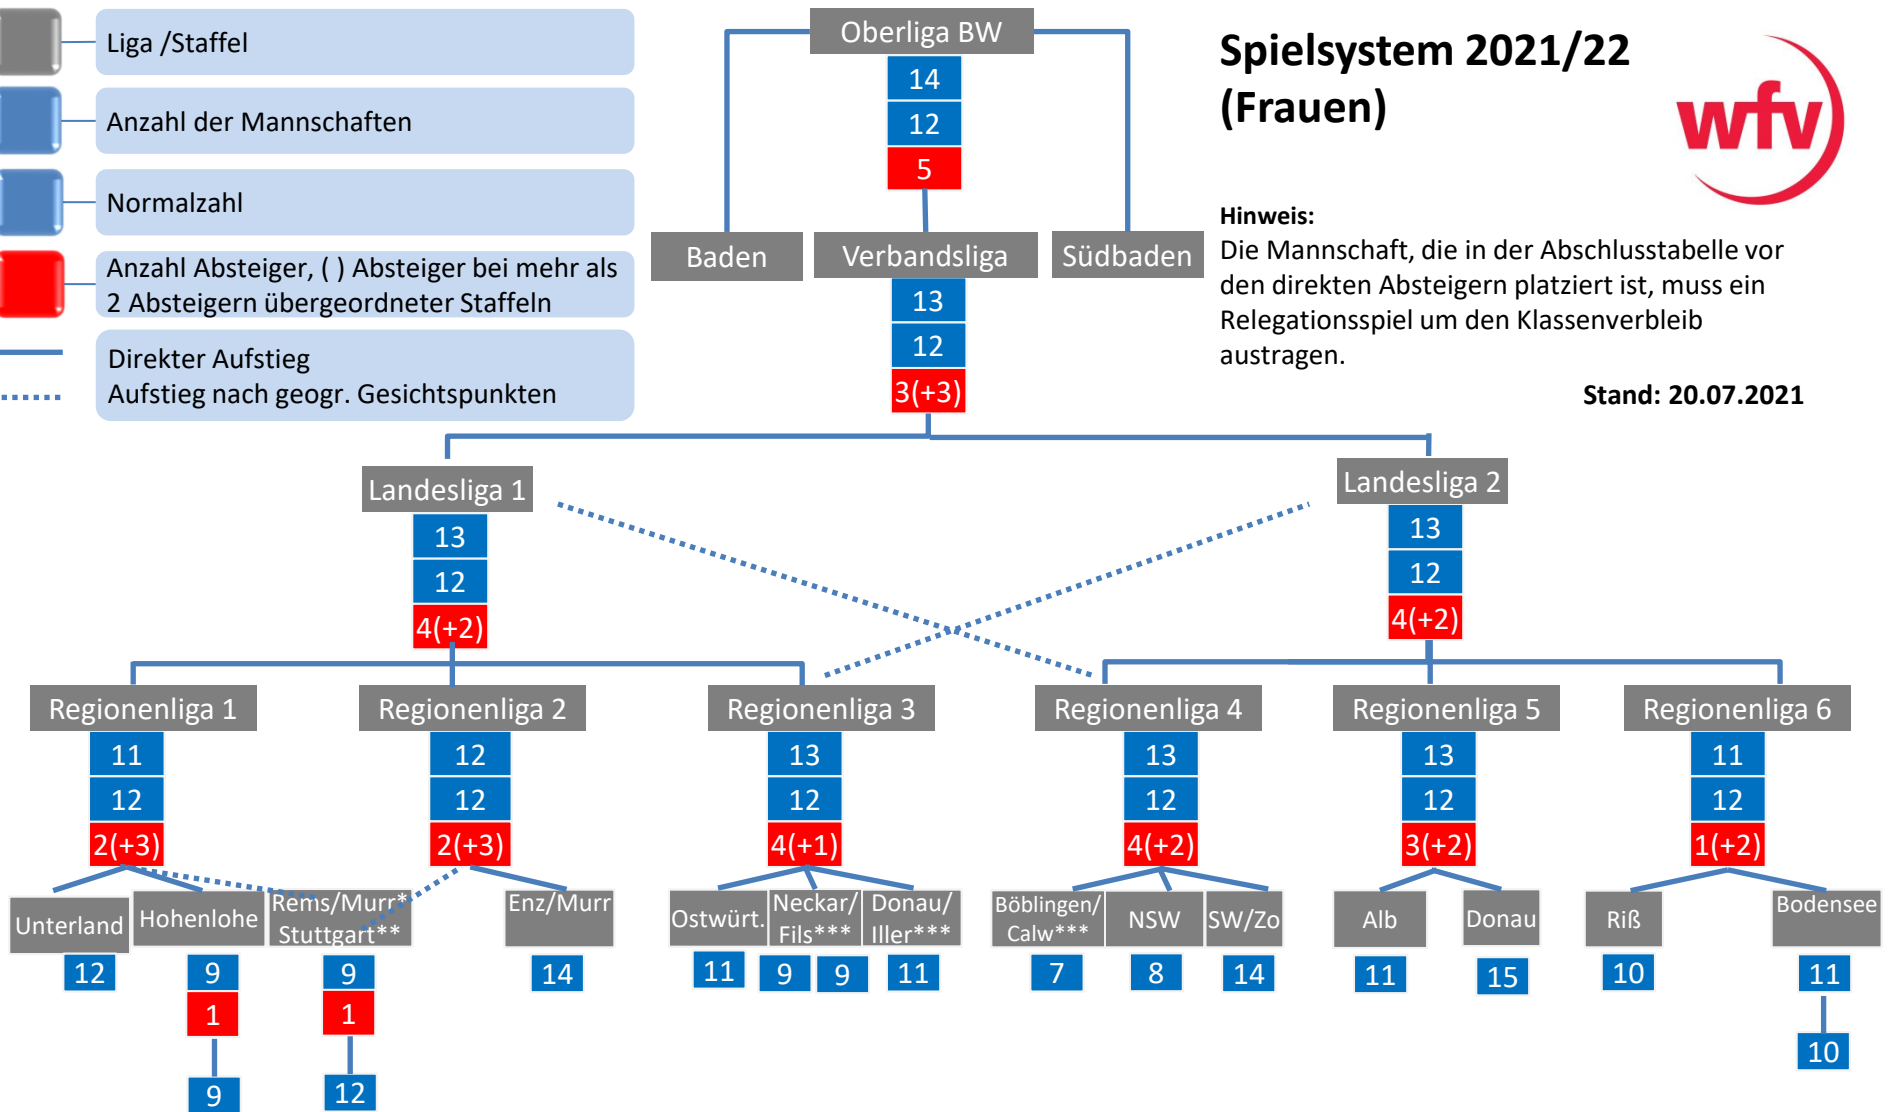 Liga /Staffel
Anzahl der Mannschaften
Normalzahl
Anzahl Absteiger, ( ) Absteiger bei mehr als
2 Absteigern übergeordneter Staffeln
Direkter Aufstieg
Aufstieg nach geogr. Gesichtspunkten
Spielsystem 2021/22
(Frauen)
wfv
Hinweis:
Die Mannschaft, die in der Abschlusstabelle vor
den direkten Absteigern platziert ist, muss ein
Relegationsspiel um den Klassenverbleib
austragen.
Stand: 20.07.2021
Oberliga BW
14
12
5
Baden
Verbandsliga
Südbaden
13
12
3(+3)
Landesliga 1
13
12
4(+2)
Landesliga 2
13
12
4(+2)
Regionenliga 1
11
12
2(+3)
Regionenliga 2
12
12
2(+3)
Regionenliga 3
13
12
4(+1)
Regionenliga 4
13
12
4(+2)
Regionenliga 5
13
12
3(+2)
Regionenliga 6
11
12
1(+2)
Unterland
12
Hohenlohe
9
1
9
Rems/Murr*
Stuttgart**
9
1
12
Enz/Murr
14
Ostwürt.
11
Neckar/
Fils***
9 9
Donau/
Iller***
11
Böblingen/
Calw***
7
NSW
8
SW/Zo
14
Alb
11
Donau
15
Riß
10
Bodensee
11
10